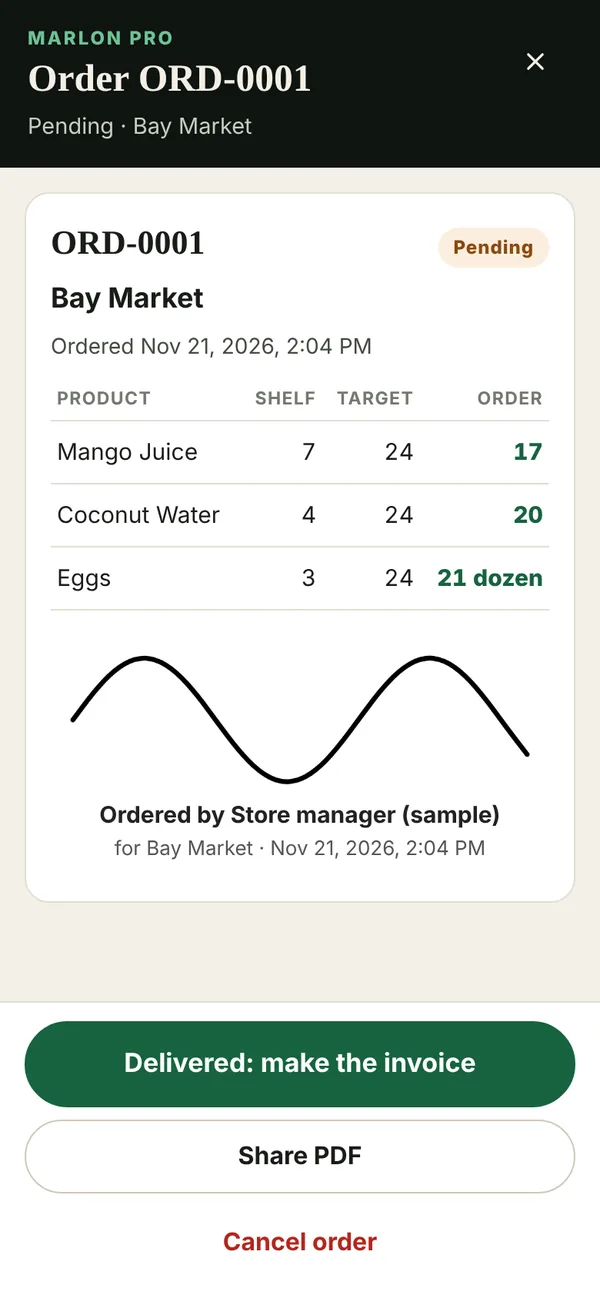 MARLON PRO
Order ORD-0001
Pending · Bay Market
ORD-0001
Pending
Bay Market
Ordered Nov 21, 2026, 2:04 PM
PRODUCT SHELF TARGET ORDER
Mango Juice 7 24 17
Coconut Water 4 24 20
Eggs 3 24 21 dozen
Ordered by Store manager (sample)
for Bay Market · Nov 21, 2026, 2:04 PM
Delivered: make the invoice
Share PDF
Cancel order